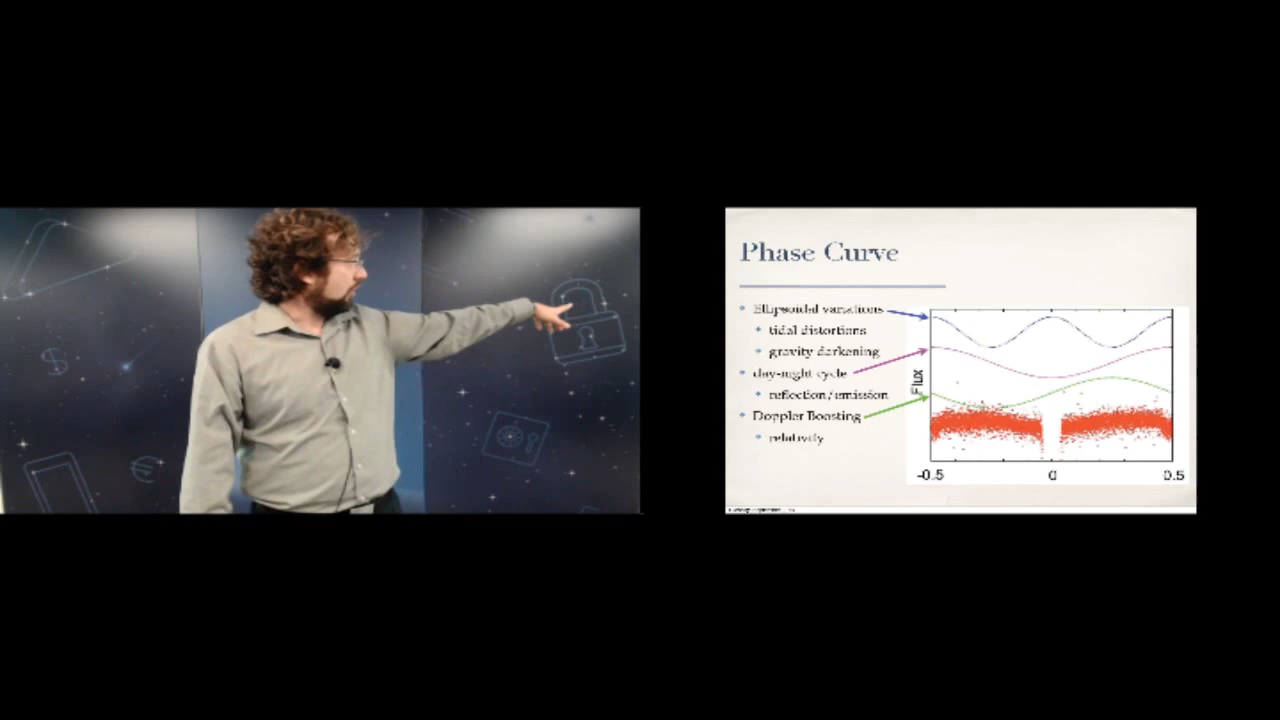 Phase Curve
Ellipsoidal variations
tidal distortions
gravity darkening
day-night cycle
reflection/emission
Doppler Boosting
relativity
Flux
-0.5
0
0.5
$
€